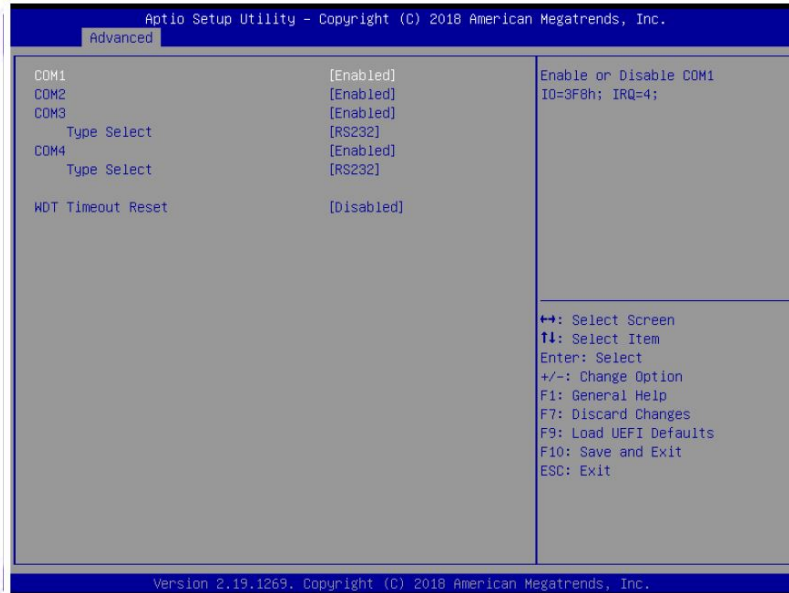 Aptio Setup Utility – Copyright (C) 2018 American Megatrends, Inc.
Advanced
COM1 [Enabled]
COM2 [Enabled]
COM3 [Enabled]
Type Select [RS232]
COM4 [Enabled]
Type Select [RS232]
WDT Timeout Reset [Disabled]
Enable or Disable COM1
IO=3F8h; IRQ=4;
↔: Select Screen
↑↓: Select Item
Enter: Select
+/-: Change Option
F1: General Help
F7: Discard Changes
F9: Load UEFI Defaults
F10: Save and Exit
ESC: Exit
Version 2.19.1269. Copyright (C) 2018 American Megatrends, Inc.